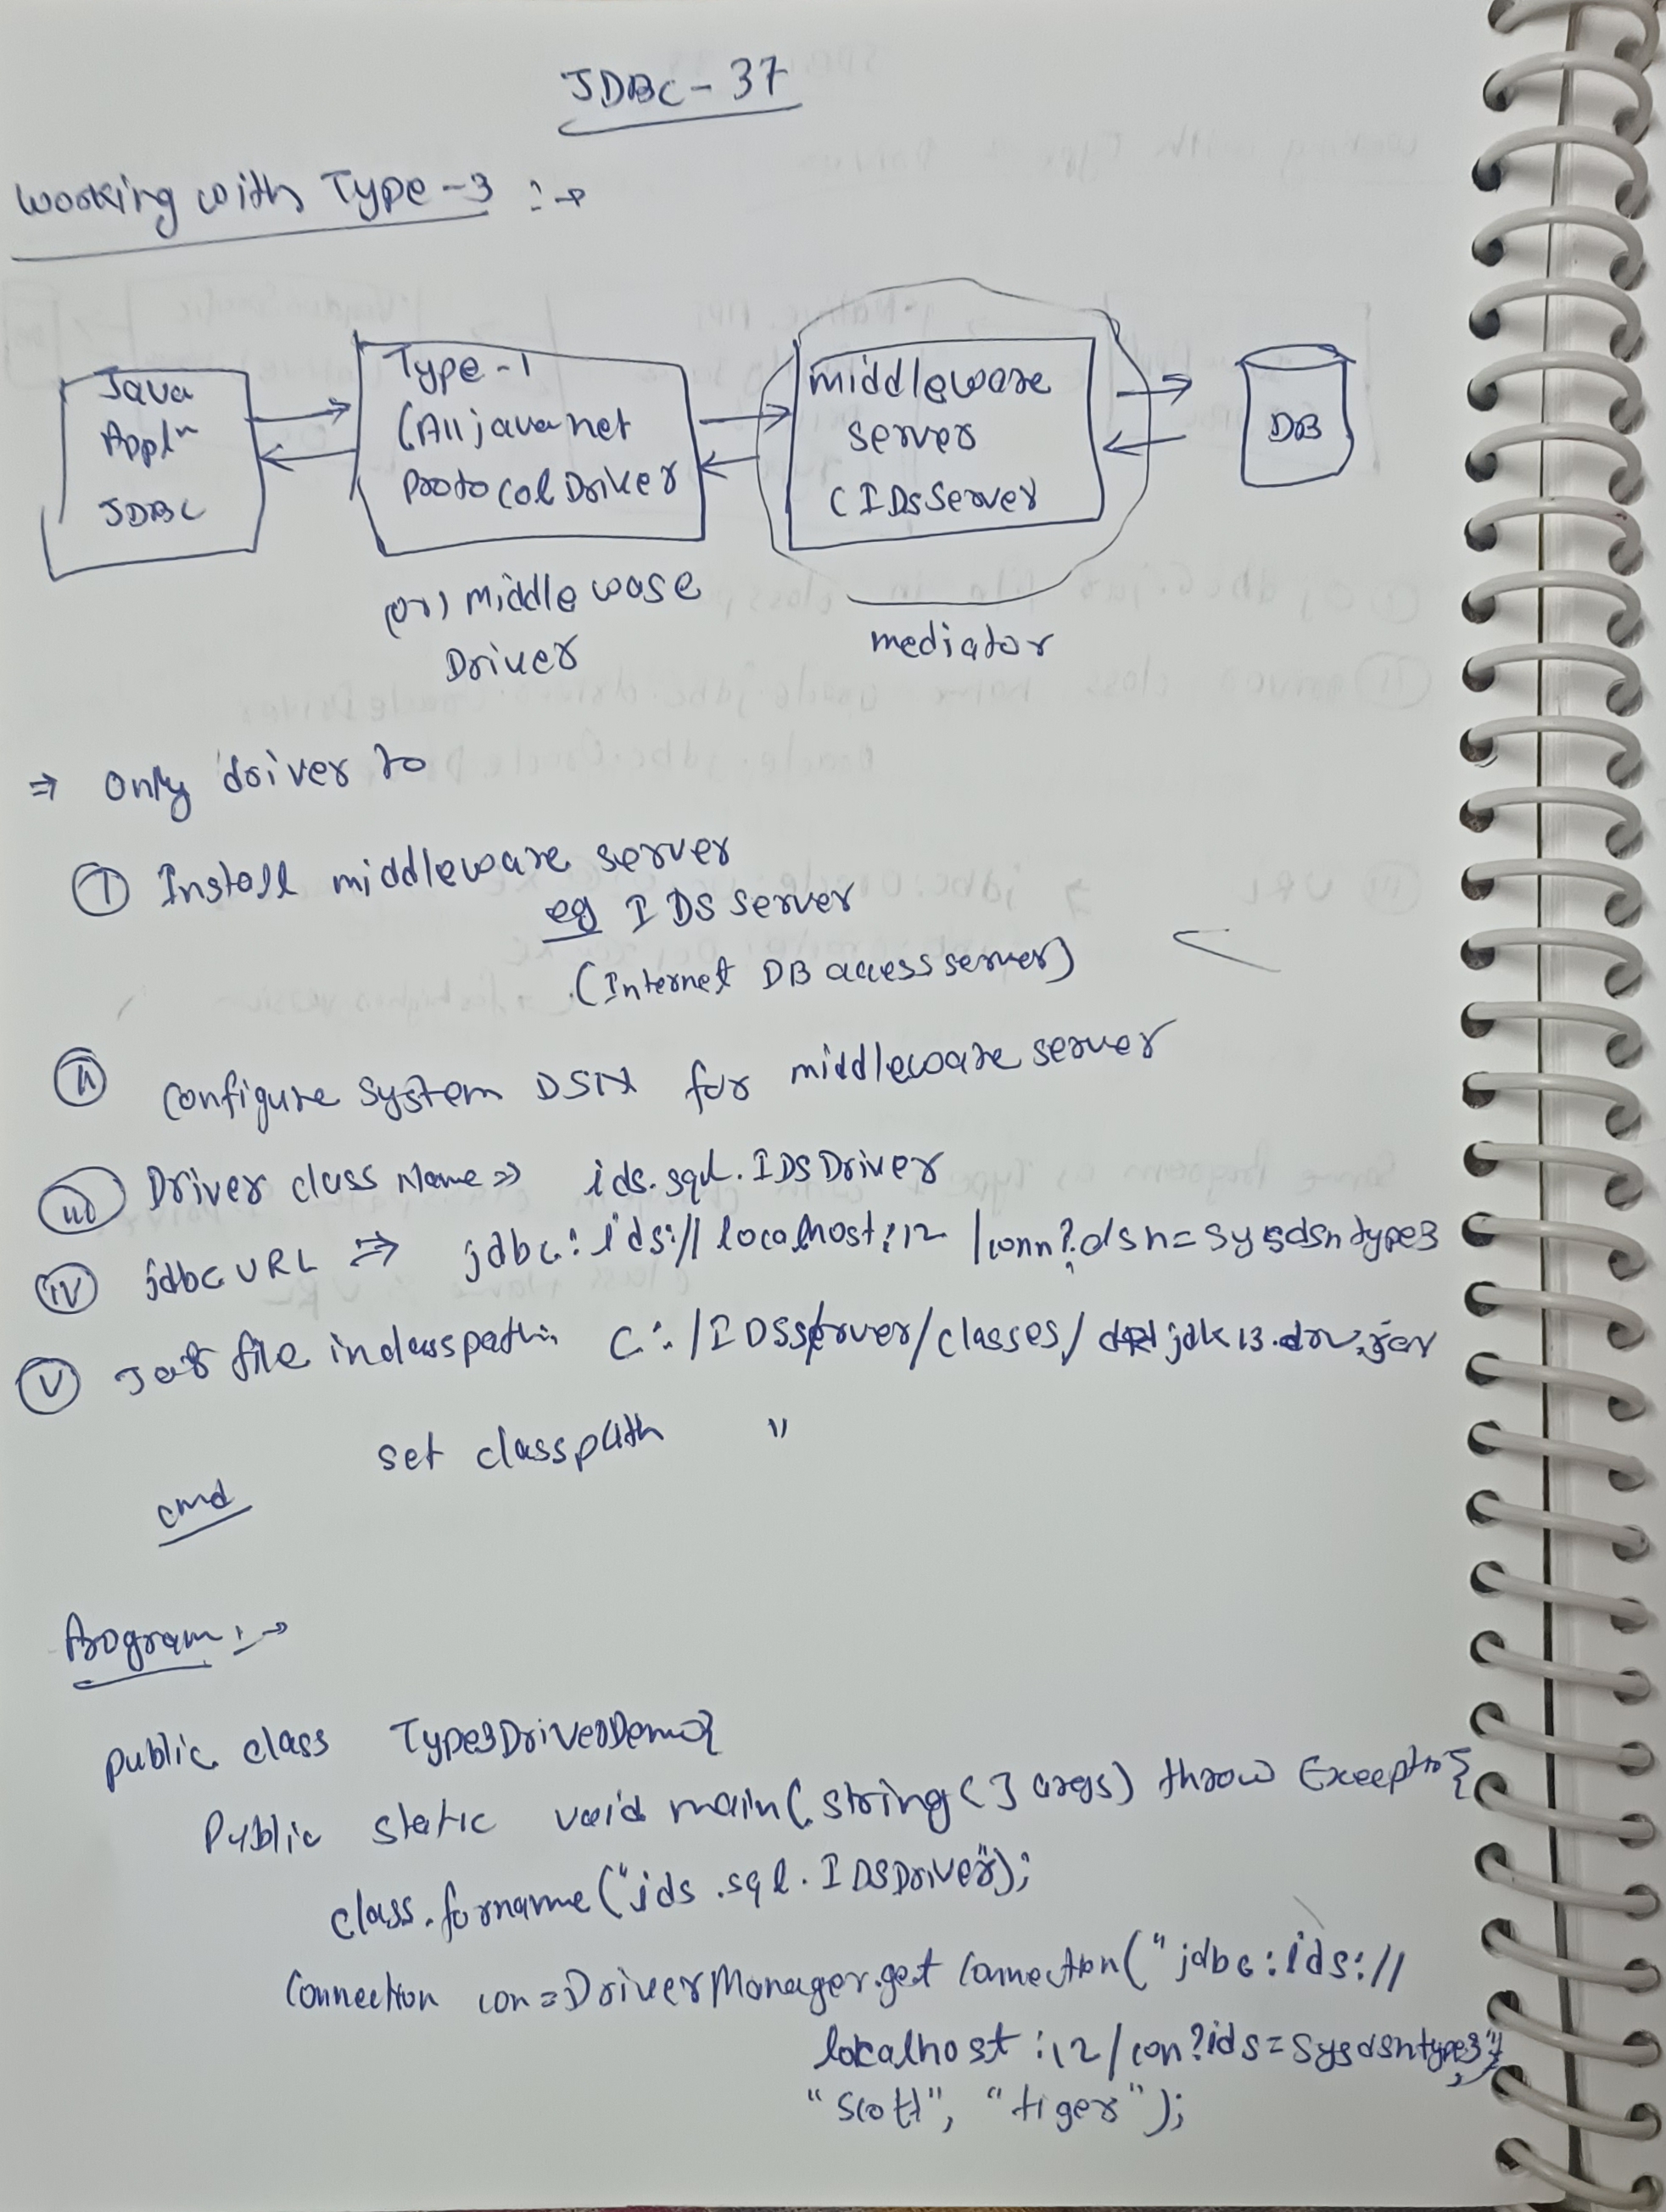 JDBC - 37
Working with Type-3 :→
Java
Appln
JDBC
Type-1
(All java net
Protocol Driver
(or) middleware
Driver
middleware
server
(IDsServer
mediator
DB
⇒ Only driver to
(I) Install middleware server
eg IDS server
(Internet DB access server)
(ii) Configure System DSN for middleware server
(iii) Driver class Name ⇒ ids.sql.IDSDriver
(iv) jdbc URL ⇒ jdbc:ids://localhost:12/conn?dsn=sysdsntype3
(v) Jar file in classpath: C:/IDSserver/classes/jdk13.drv.jar
set classpath "
cmd
Program :→
public class Type3DriverDemo{
Public static void main(String[] args) throw Exception{
class.forname("ids.sql.IDSDriver");
Connection con=DriverManager.getConnection("jdbc:ids://
localhost:12/con?ids=sysdsntype3",
"scott", "tiger");